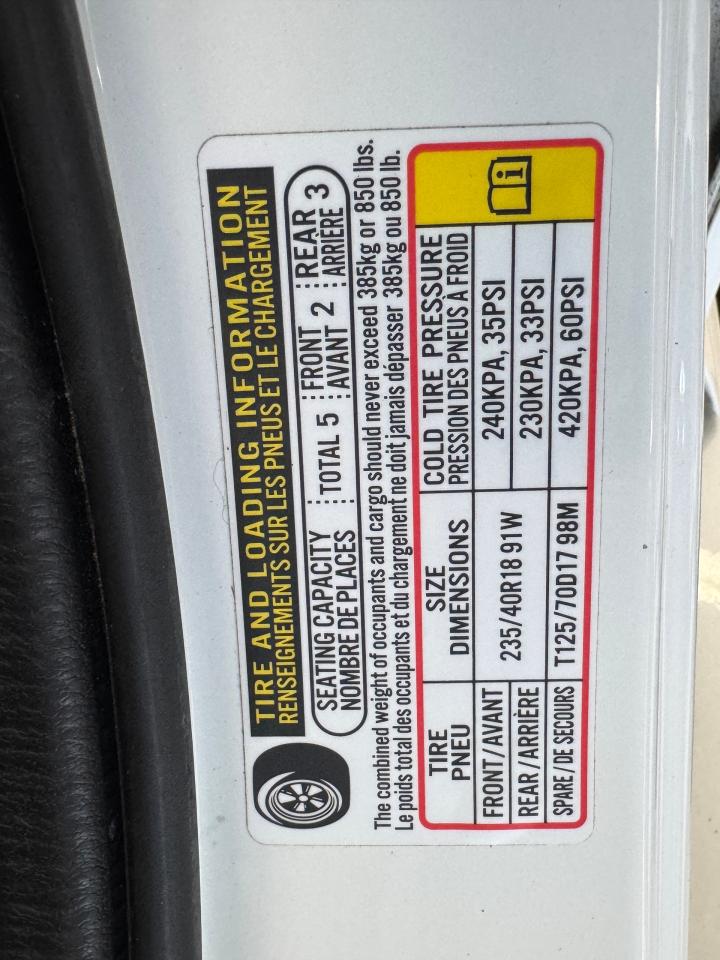 TIRE AND LOADING INFORMATION
RENSEIGNEMENTS SUR LES PNEUS ET LE CHARGEMENT
SEATING CAPACITY TOTAL 5 FRONT 2 REAR 3
NOMBRE DE PLACES AVANT ARRIÈRE
The combined weight of occupants and cargo should never exceed 385kg or 850 lbs.
Le poids total des occupants et du chargement ne doit jamais dépasser 385kg ou 850 lb.
TIRE SIZE COLD TIRE PRESSURE
PNEU DIMENSIONS PRESSION DES PNEUS À FROID
FRONT/AVANT 235/40R18 91W 240KPA, 35PSI
REAR/ARRIÈRE 230KPA, 33PSI
SPARE/DE SECOURS T125/70D17 98M 420KPA, 60PSI